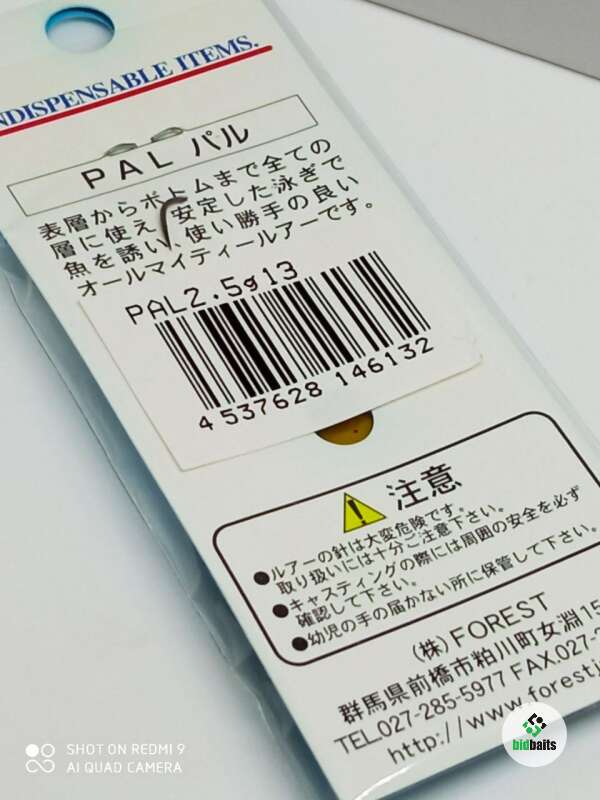 NDISPENSABLE ITEMS.
PAL パル
表層からボトムまで全ての
層に使え、安定した泳ぎで
魚を誘い、使い勝手の良い
オールマイティールアーです。
PAL2.5g13
4 537628 146132
注意
●ルアーの針は大変危険です。
取り扱いには十分ご注意下さい。
●キャスティングの際には周囲の安全を必ず
確認して下さい。
●幼児の手の届かない所に保管して下さい。
(株)FOREST
群馬県前橋市粕川町女淵15
TEL.027-285-5977 FAX.027-2
http://www.forestj
bidbaits
SHOT ON REDMI 9
AI QUAD CAMERA